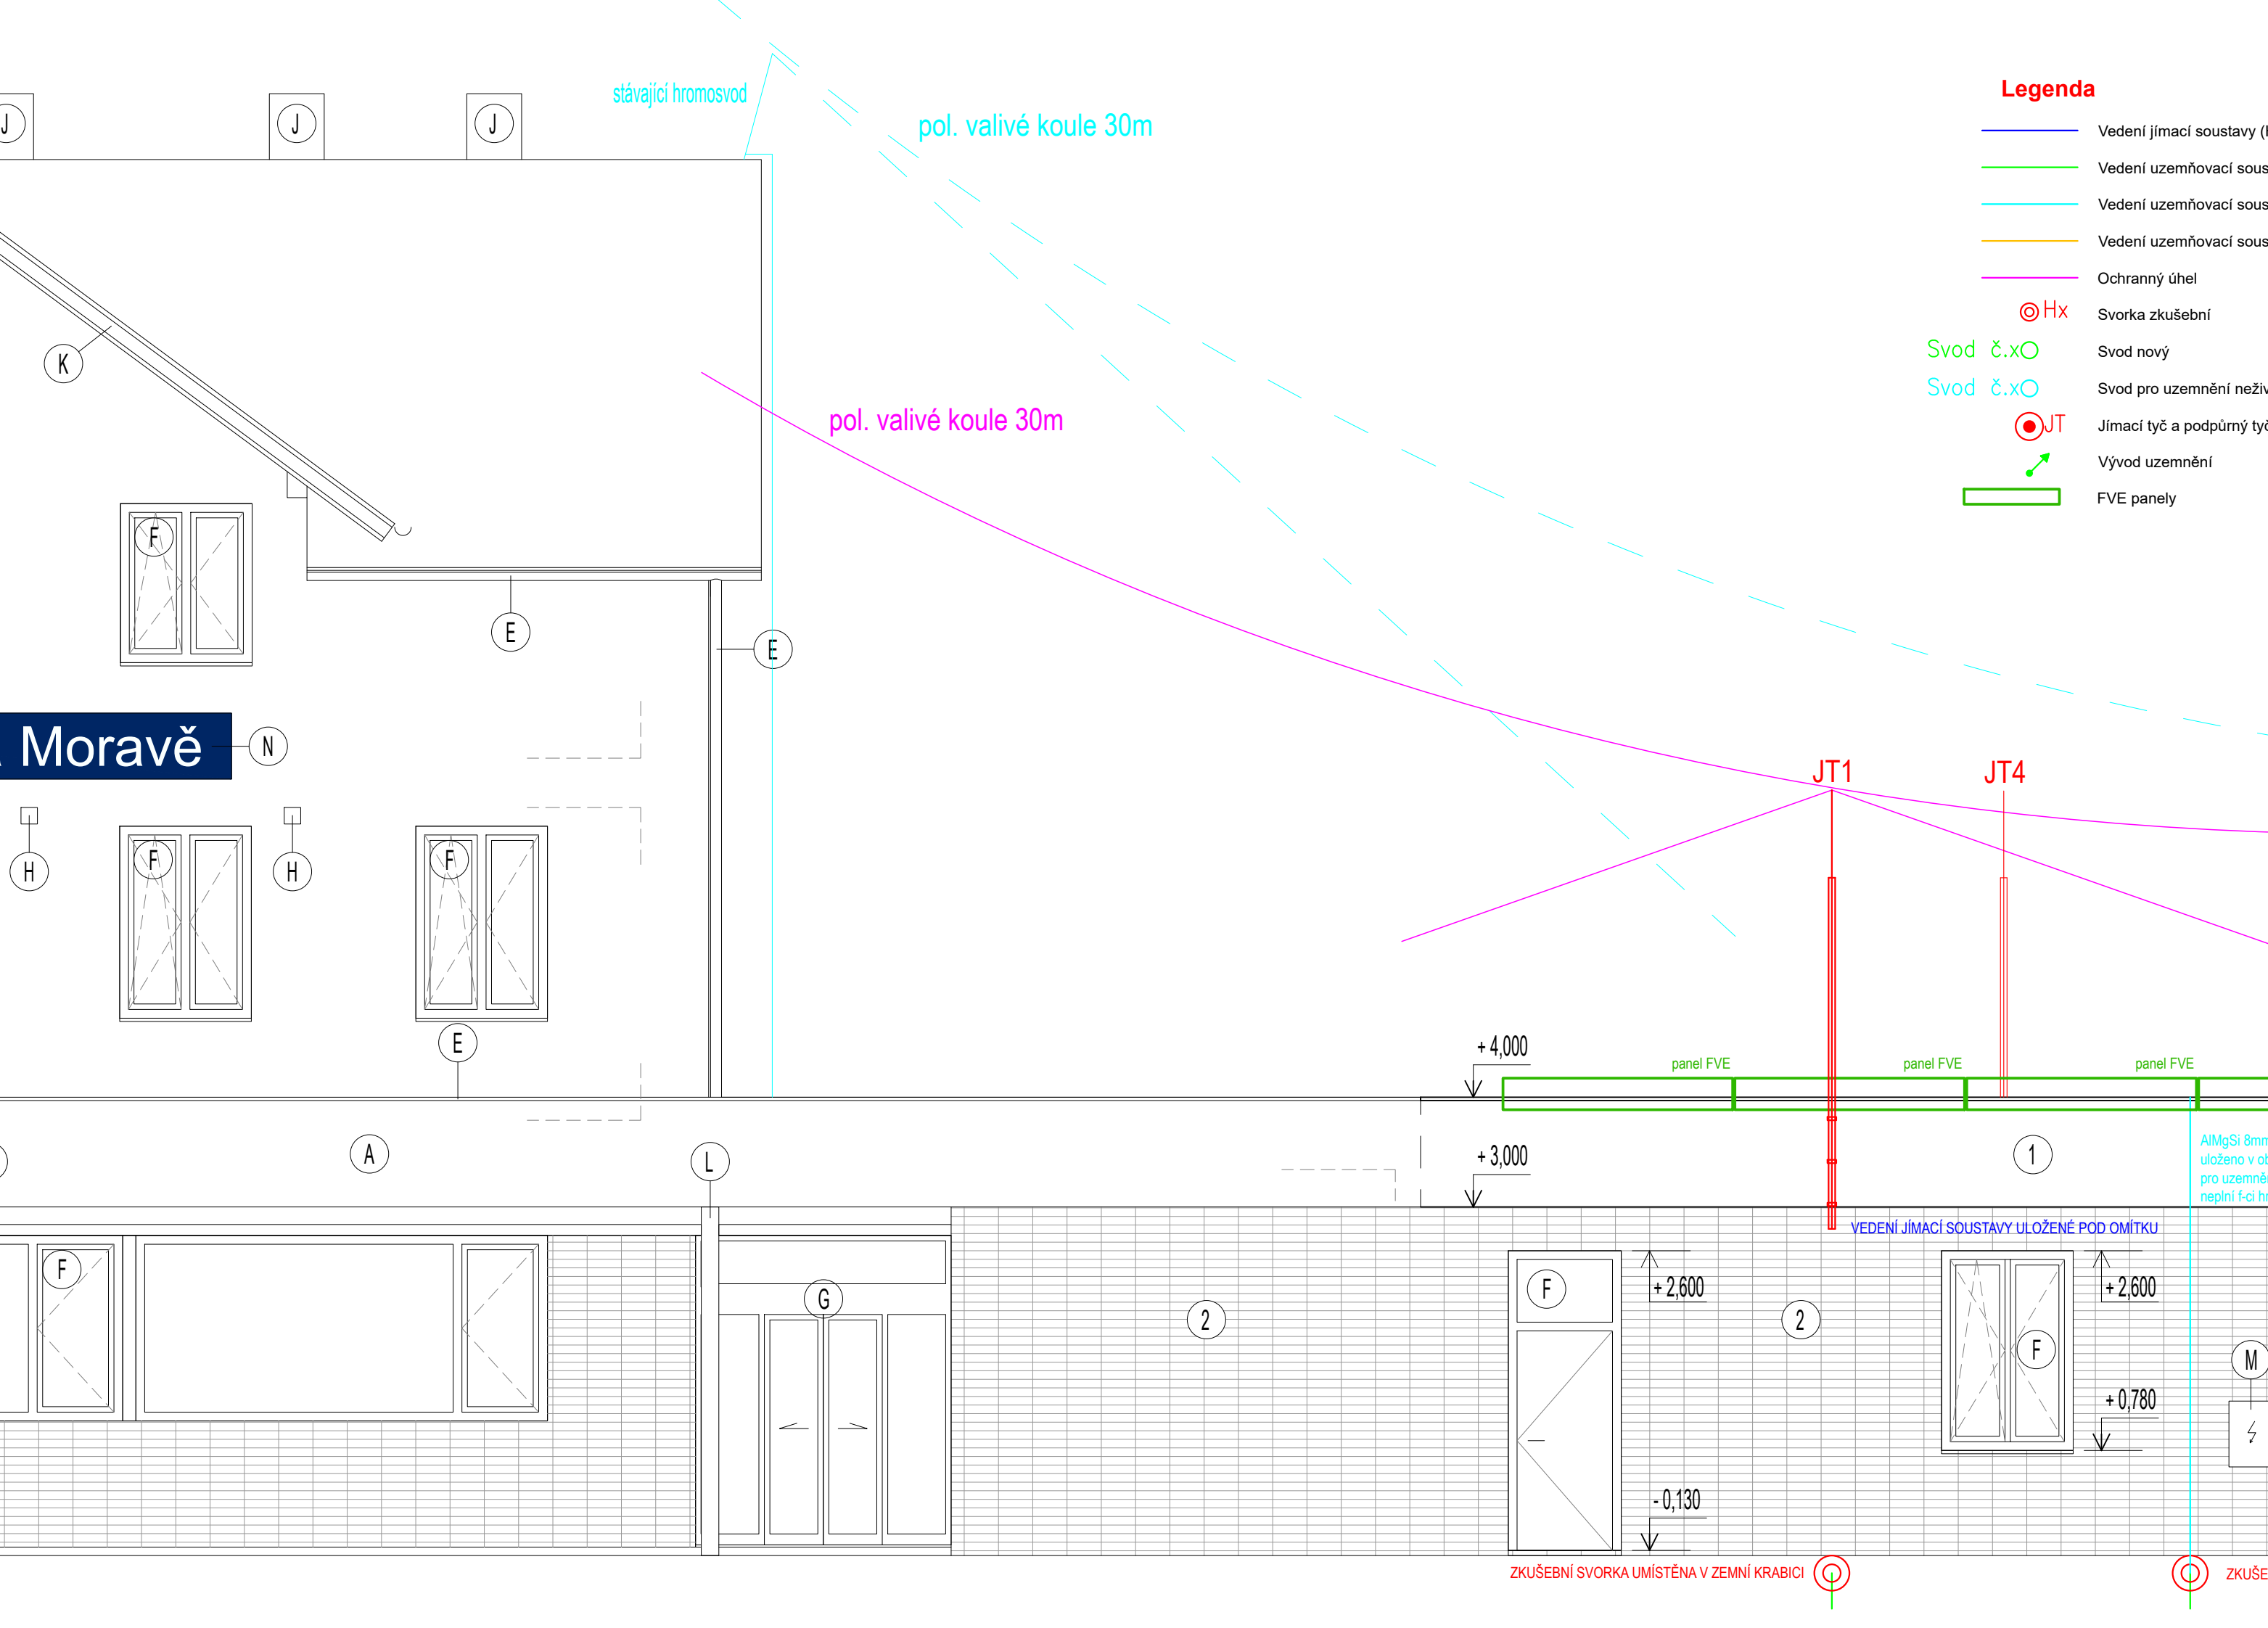 Legenda
Vedení jímací soustavy (
Vedení uzemňovací sous
Vedení uzemňovací sous
Vedení uzemňovací sous
Ochranný úhel
Hx
Svorka zkušební
Svod č.x
Svod nový
Svod č.x
Svod pro uzemnění neživ
JT
Jímací tyč a podpůrný tyč
Vývod uzemnění
FVE panely
stávající hromosvod
pol. valivé koule 30m
pol. valivé koule 30m
J
J
J
K
F
E
E
Moravě
N
H
H
F
F
E
JT1
JT4
+ 4,000
panel FVE
panel FVE
panel FVE
A
L
+ 3,000
1
AlMgSi 8mm
uloženo v ob
pro uzemně
neplní f-ci h
VEDENÍ JÍMACÍ SOUSTAVY ULOŽENÉ POD OMÍTKU
F
G
2
F
+ 2,600
2
F
+ 2,600
M
+ 0,780
- 0,130
ZKUŠEBNÍ SVORKA UMÍSTĚNA V ZEMNÍ KRABICI
ZKUŠE